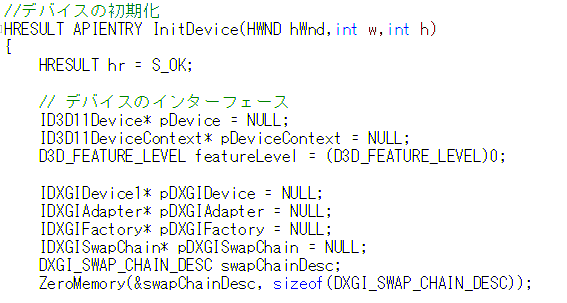 //デバイスの初期化
HRESULT APIENTRY InitDevice(HWND hWnd,int w,int h)
{
HRESULT hr = S_OK;
// デバイスのインターフェース
ID3D11Device* pDevice = NULL;
ID3D11DeviceContext* pDeviceContext = NULL;
D3D_FEATURE_LEVEL featureLevel = (D3D_FEATURE_LEVEL)0;
IDXGIDevice1* pDXGIDevice = NULL;
IDXGIAdapter* pDXGIAdapter = NULL;
IDXGIFactory* pDXGIFactory = NULL;
IDXGISwapChain* pDXGISwapChain = NULL;
DXGI_SWAP_CHAIN_DESC swapChainDesc;
ZeroMemory(&swapChainDesc, sizeof(DXGI_SWAP_CHAIN_DESC));